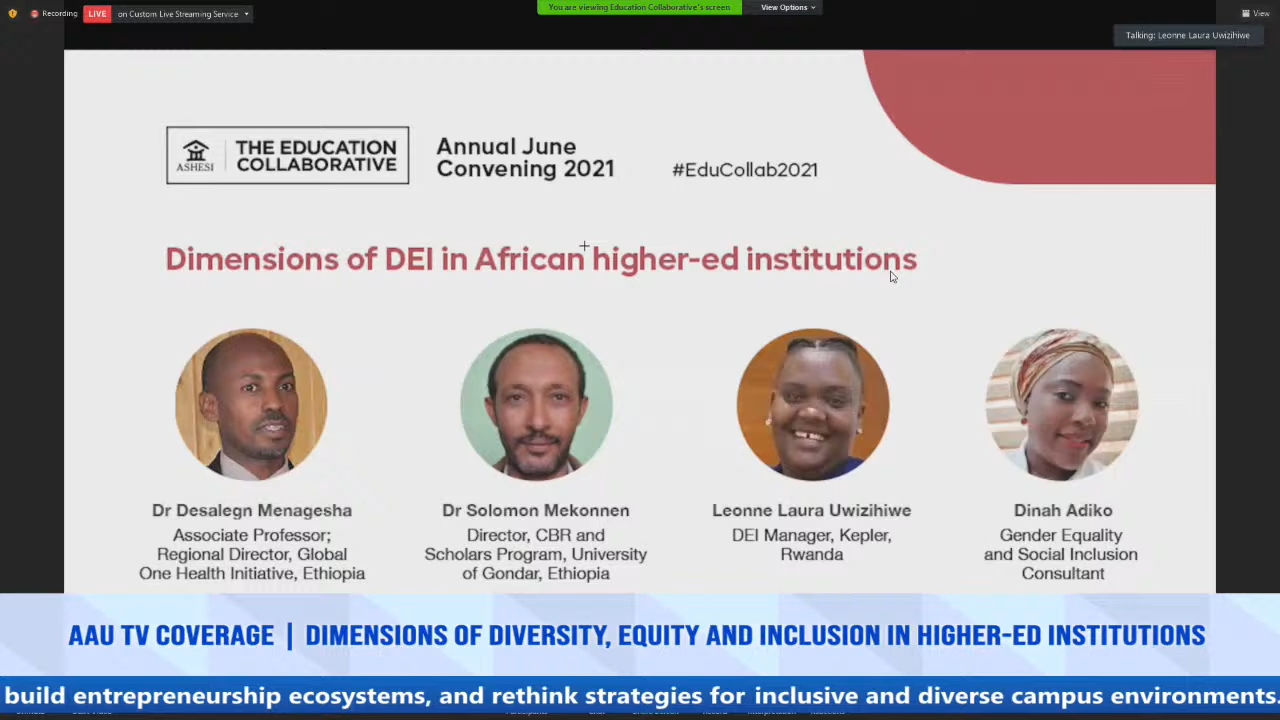 Recording
LIVE
on Custom Live Streaming Service
You are viewing Education Collaborative's screen
View Options
View
Talking: Leonne Laura Uwizihiwe
ASHESI
THE EDUCATION
COLLABORATIVE
Annual June
Convening 2021
#EduCollab2021
Dimensions of DEI in African higher-ed institutions
Dr Desalegn Menagesha
Associate Professor;
Regional Director, Global
One Health Initiative, Ethiopia
Dr Solomon Mekonnen
Director, CBR and
Scholars Program, University
of Gondar, Ethiopia
Leonne Laura Uwizihiwe
DEI Manager, Kepler,
Rwanda
Dinah Adiko
Gender Equality
and Social Inclusion
Consultant
AAU TV COVERAGE | DIMENSIONS OF DIVERSITY, EQUITY AND INCLUSION IN HIGHER-ED INSTITUTIONS
build entrepreneurship ecosystems, and rethink strategies for inclusive and diverse campus environments.